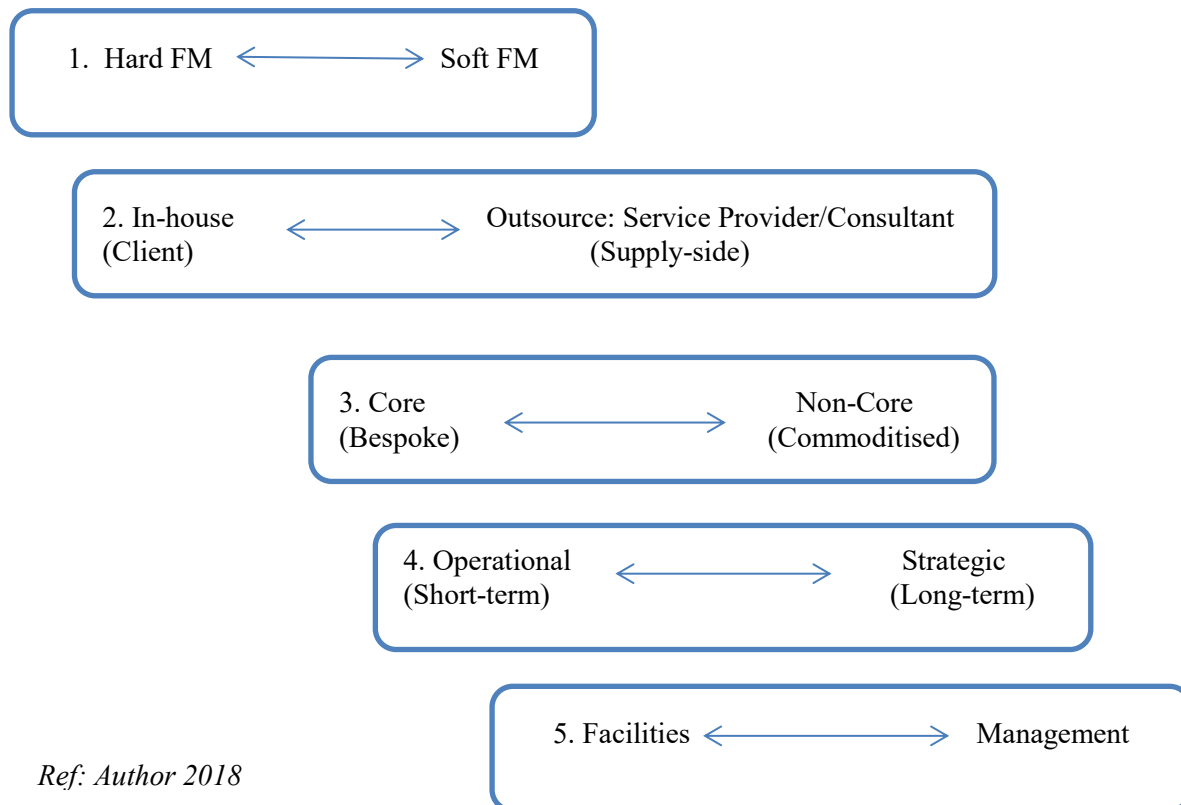 1. Hard FM Soft FM
2. In-house Outsource: Service Provider/Consultant
(Client) (Supply-side)
3. Core Non-Core
(Bespoke) (Commoditised)
4. Operational Strategic
(Short-term) (Long-term)
5. Facilities Management
Ref: Author 2018